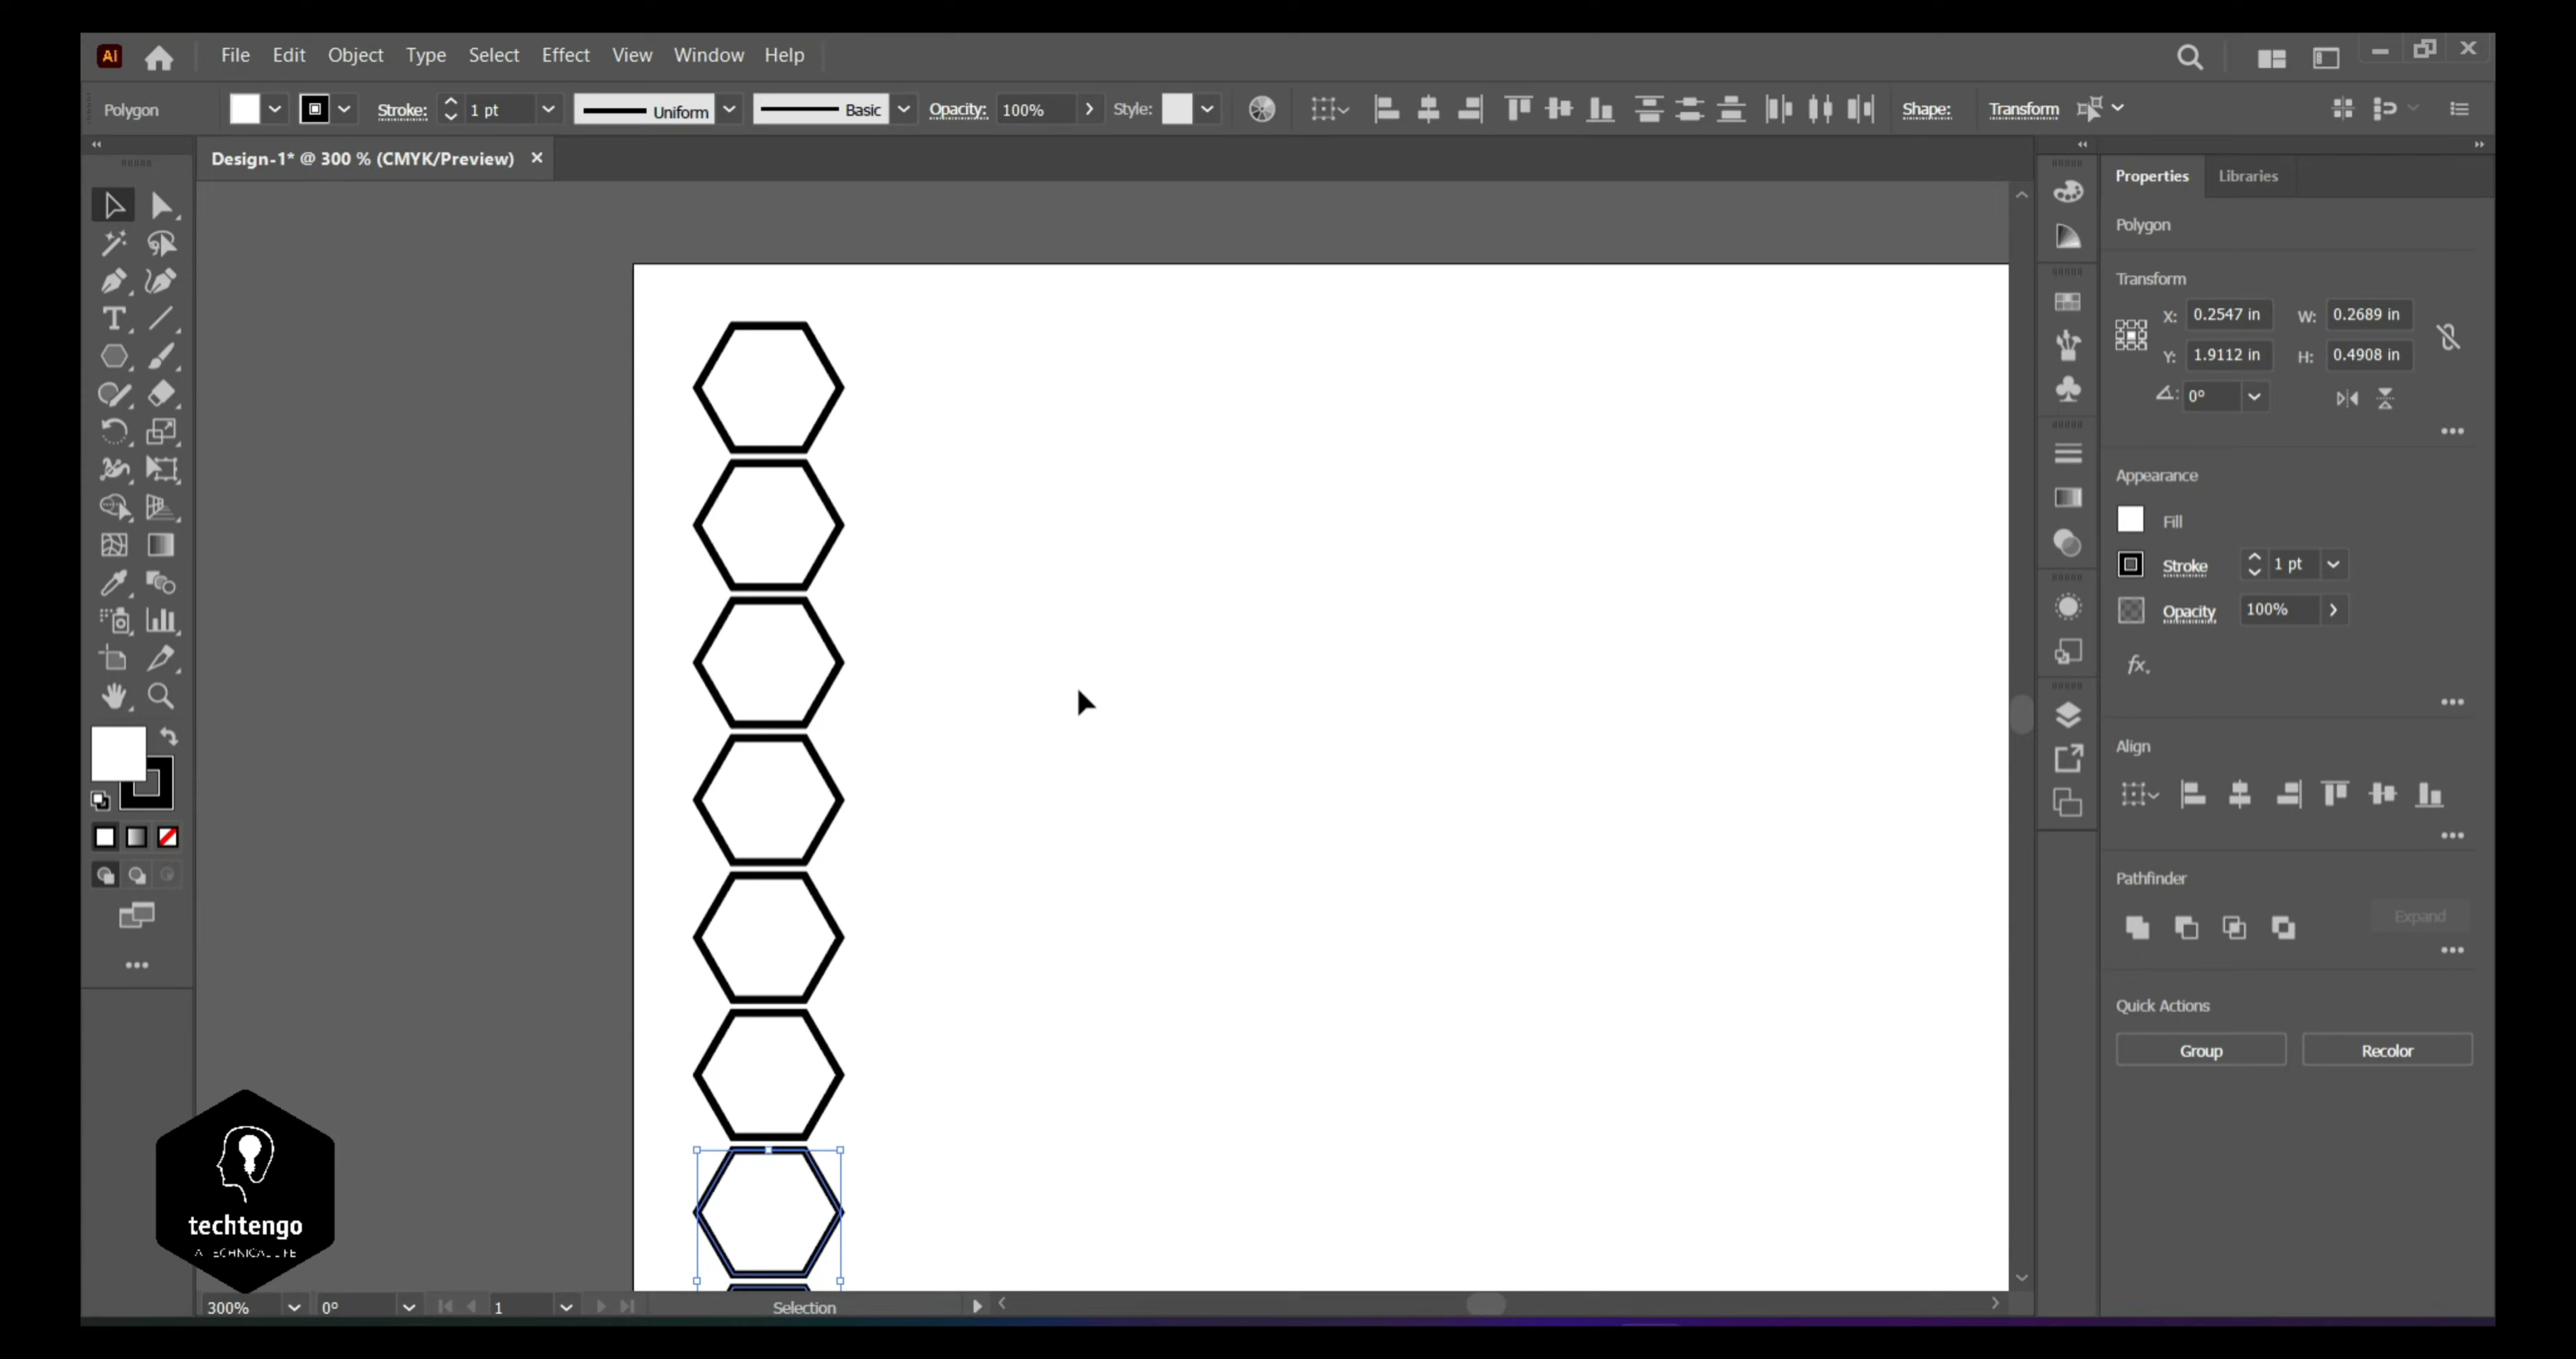 Ai File Edit Object Type Select Effect View Window Help
Polygon Stroke: 1 pt Uniform Basic Opacity: 100% Style: Shape: Transform
Design-1* @ 300 % (CMYK/Preview) ×
Properties Libraries
Polygon
Transform
X: 0.2547 in W: 0.2689 in
Y: 1.9112 in H: 0.4908 in
0°
Appearance
Fill
Stroke 1 pt
Opacity 100%
fx.
Align
Pathfinder
Expand
Quick Actions
Group Recolor
techtengo
A TECHNICAL LIFE
300% 0° 1 Selection